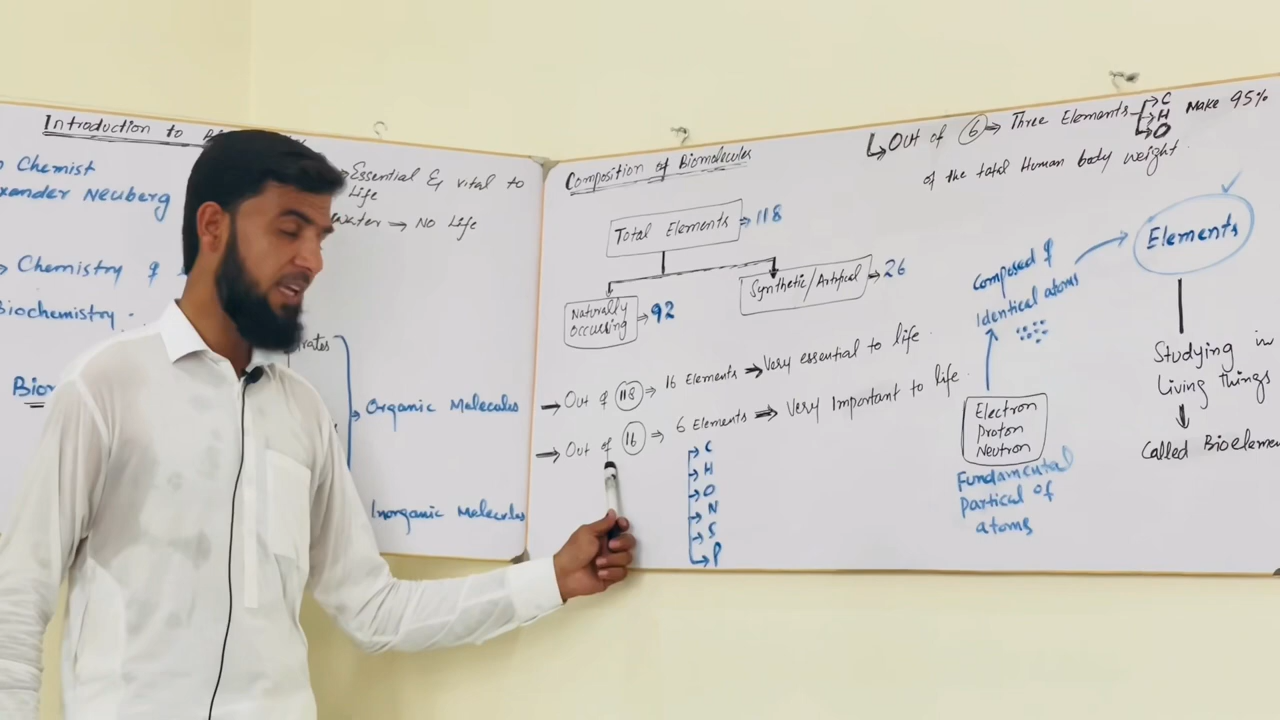 Introduction to
Chemist
Neuberg
Essential & vital to
Life
Water → No Life
Chemistry of
Biochemistry.
Organic Molecules
Inorganic Molecules
Composition of Biomolecules
Total Elements → 118
Naturally
Occuring → 92
Synthetic/Artifical → 26
→ Out of 118 ⇒ 16 Elements → Very essential to life.
→ Out of 16 ⇒ 6 Elements ⇒ Very Important to life.
C
H
O
N
S
P
Out of 6 ⇒ Three Elements
C
H
O
Make 95%
of the total Human body weight.
Elements
Composed of
Identical atoms
Electron
Proton
Neutron
Fundamental
Partical of
atoms
Studying in
Living Things
Called